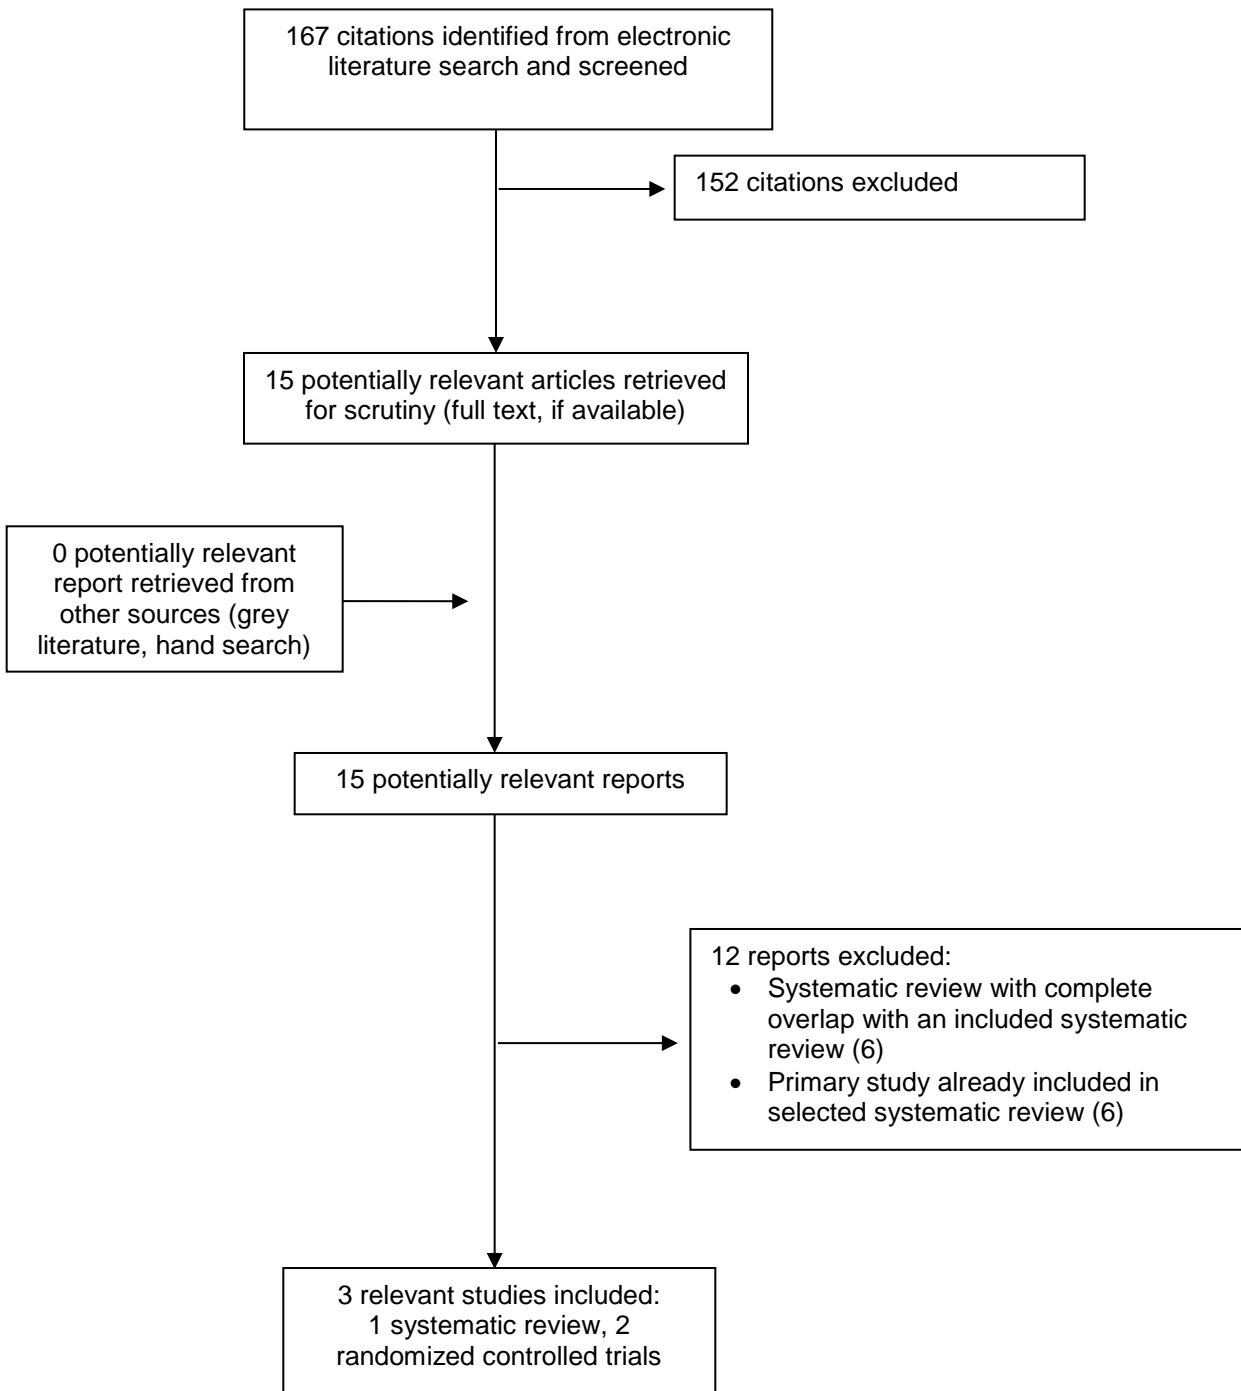 167 citations identified from electronic
literature search and screened
152 citations excluded
15 potentially relevant articles retrieved
for scrutiny (full text, if available)
0 potentially relevant
report retrieved from
other sources (grey
literature, hand search)
15 potentially relevant reports
12 reports excluded:
• Systematic review with complete
overlap with an included systematic
review (6)
• Primary study already included in
selected systematic review (6)
3 relevant studies included:
1 systematic review, 2
randomized controlled trials